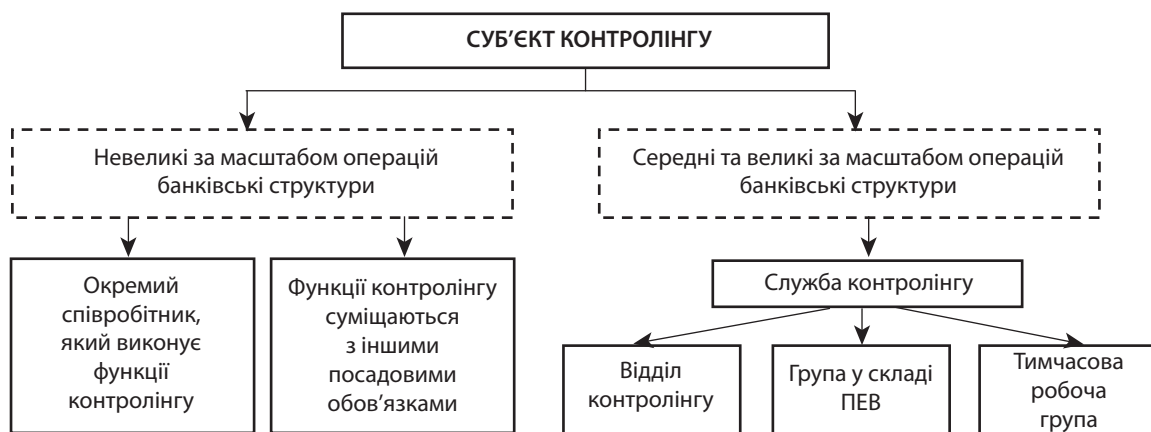 СУБ’ЄКТ КОНТРОЛІНГУ
Невеликі за масштабом операцій
банківські структури
Середні та великі за масштабом операцій
банківські структури
Окремий
співробітник,
який виконує
функції
контролінгу
Функції контролінгу
суміщаються
з іншими
посадовими
обов’язками
Служба контролінгу
Відділ
контролінгу
Група у складі
ПЕВ
Тимчасова
робоча
група